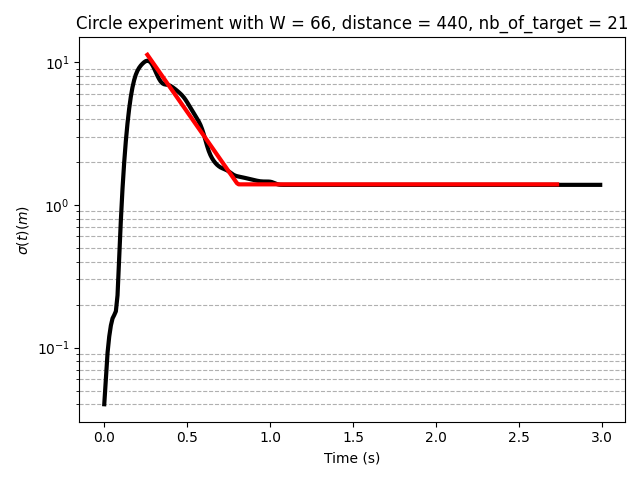 Circle experiment with W = 66, distance = 440, nb_of_target = 21
10¹
10⁰
10⁻¹
σ(t)(m)
0.0 0.5 1.0 1.5 2.0 2.5 3.0
Time (s)